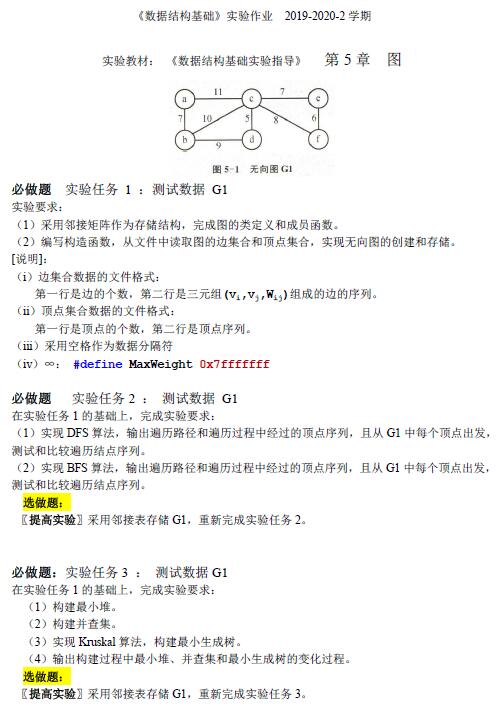 《数据结构基础》实验作业 2019-2020-2 学期
实验教材： 《数据结构基础实验指导》 第 5 章 图
a 11 c 7 e
7 10 5 8 6
b 9 d f
图 5-1 无向图 G1
必做题 实验任务 1 ：测试数据 G1
实验要求：
（1）采用邻接矩阵作为存储结构，完成图的类定义和成员函数。
（2）编写构造函数，从文件中读取图的边集合和顶点集合，实现无向图的创建和存储。
[说明]：
（i）边集合数据的文件格式：
第一行是边的个数，第二行是三元组(vi,vj,Wij)组成的边的序列。
（ii）顶点集合数据的文件格式：
第一行是顶点的个数，第二行是顶点序列。
（iii）采用空格作为数据分隔符
（iv）∞： #define MaxWeight 0x7fffffff
必做题 实验任务 2 ： 测试数据 G1
在实验任务 1 的基础上，完成实验要求：
（1）实现 DFS 算法，输出遍历路径和遍历过程中经过的顶点序列，且从 G1 中每个顶点出发，
测试和比较遍历结点序列。
（2）实现 BFS 算法，输出遍历路径和遍历过程中经过的顶点序列，且从 G1 中每个顶点出发，
测试和比较遍历结点序列。
选做题：
〖提高实验〗采用邻接表存储 G1，重新完成实验任务 2。
必做题：实验任务 3 ： 测试数据 G1
在实验任务 1 的基础上，完成实验要求：
（1）构建最小堆。
（2）构建并查集。
（3）实现 Kruskal 算法，构建最小生成树。
（4）输出构建过程中最小堆、并查集和最小生成树的变化过程。
选做题：
〖提高实验〗采用邻接表存储 G1，重新完成实验任务 3。